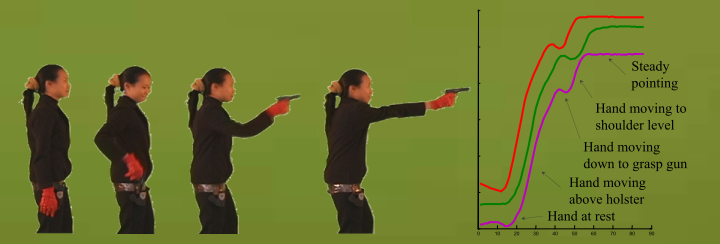 Steady
pointing
Hand moving to
shoulder level
Hand moving
down to grasp gun
Hand moving
above holster
Hand at rest
0 10 20 30 40 50 60 70 80 90